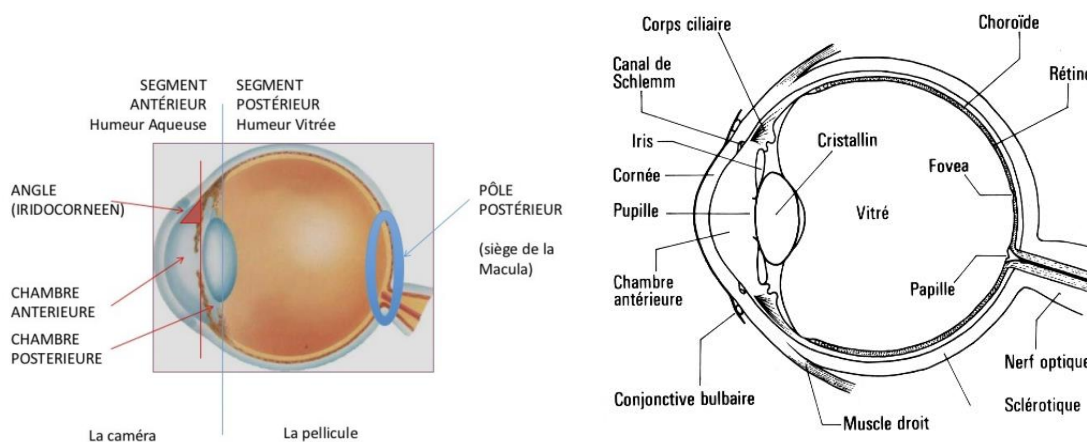 SEGMENT
ANTÉRIEUR
Humeur Aqueuse
SEGMENT
POSTÉRIEUR
Humeur Vitrée
ANGLE
(IRIDOCORNEEN)
CHAMBRE
ANTERIEURE
CHAMBRE
POSTERIEURE
PÔLE
POSTÉRIEUR
(siège de la
Macula)
La caméra
La pellicule
Corps ciliaire
Canal de
Schlemm
Iris
Cornée
Pupille
Chambre
antérieure
Conjonctive bulbaire
Muscle droit
Cristallin
Vitré
Choroïde
Rétine
Fovea
Papille
Nerf optique
Sclérotique